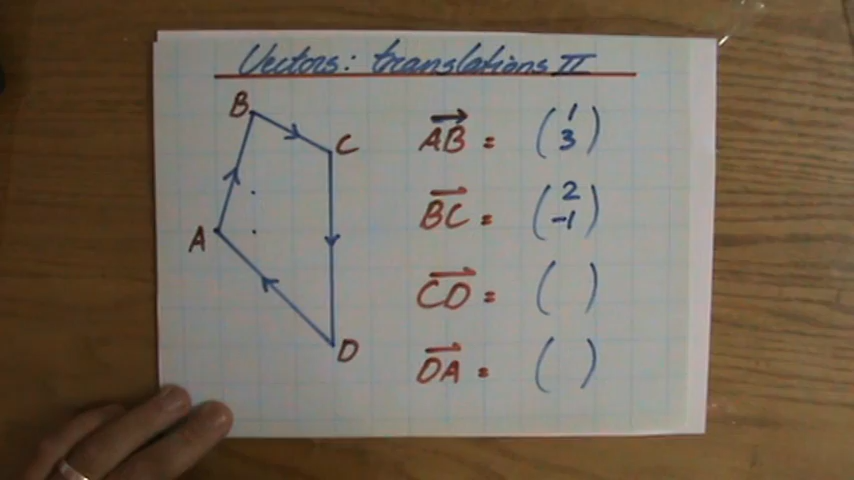 Vectors: translations II
B
C
A
D
AB = (1 3)
BC = (2 -1)
CD = ( )
DA = ( )